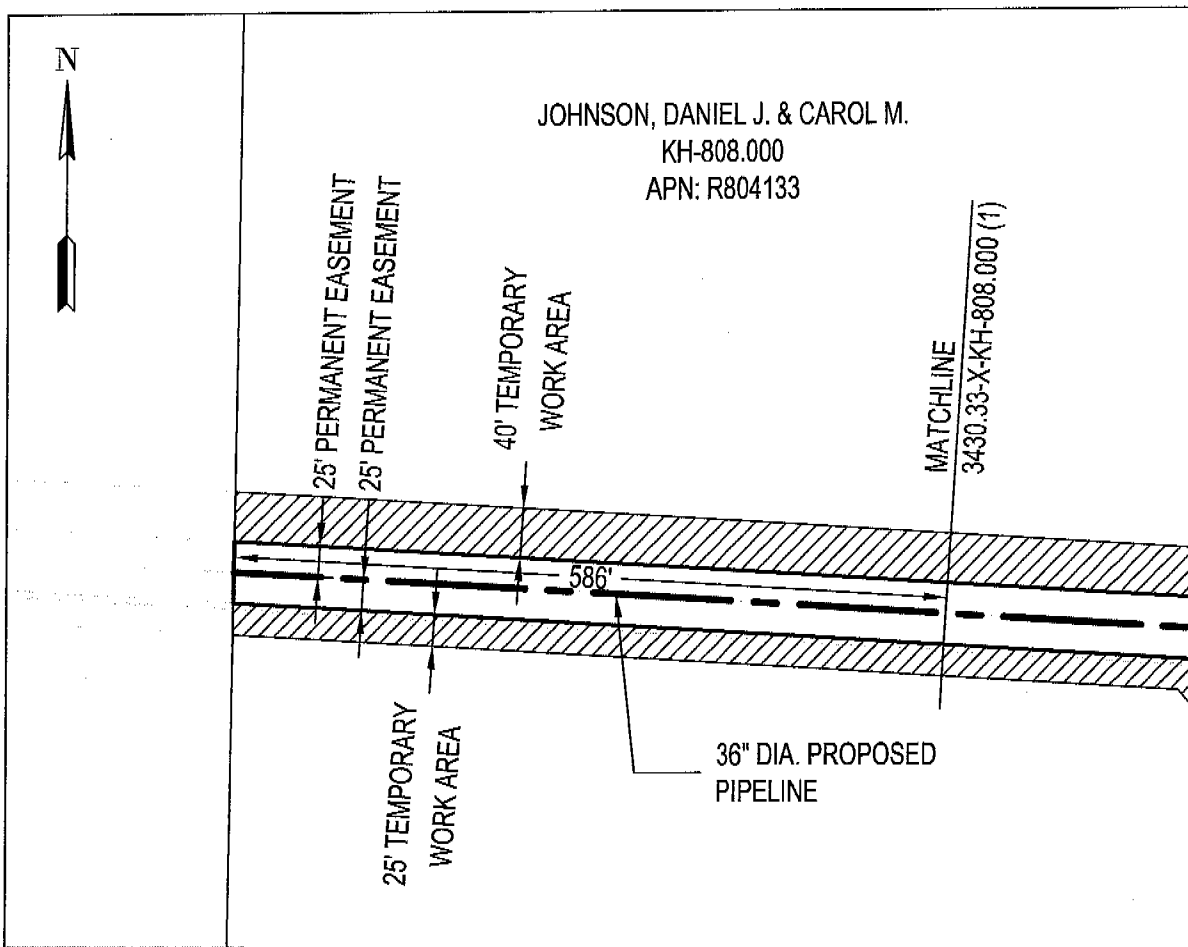 N
JOHNSON, DANIEL J. & CAROL M.
KH-808.000
APN: R804133
25' PERMANENT EASEMENT
25' PERMANENT EASEMENT
40' TEMPORARY
WORK AREA
MATCHLINE
3430.33-X-KH-808.000 (1)
586'
25' TEMPORARY
WORK AREA
36" DIA. PROPOSED
PIPELINE